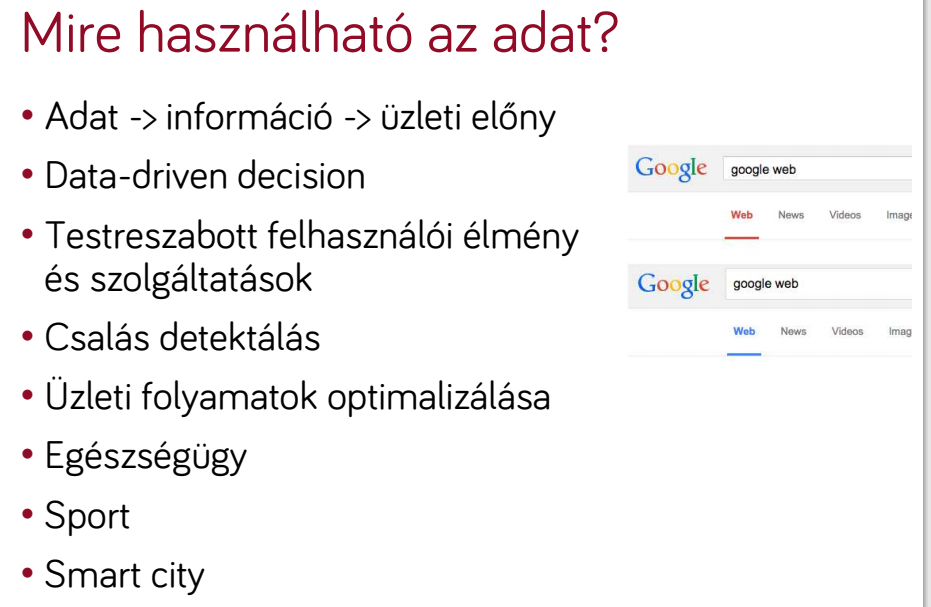 Mire használható az adat?
• Adat -> információ -> üzleti előny
• Data-driven decision
• Testreszabott felhasználói élmény
és szolgáltatások
• Csalás detektálás
• Üzleti folyamatok optimalizálása
• Egészségügy
• Sport
• Smart city
Google google web
Web News Videos Image
Google google web
Web News Videos Imag